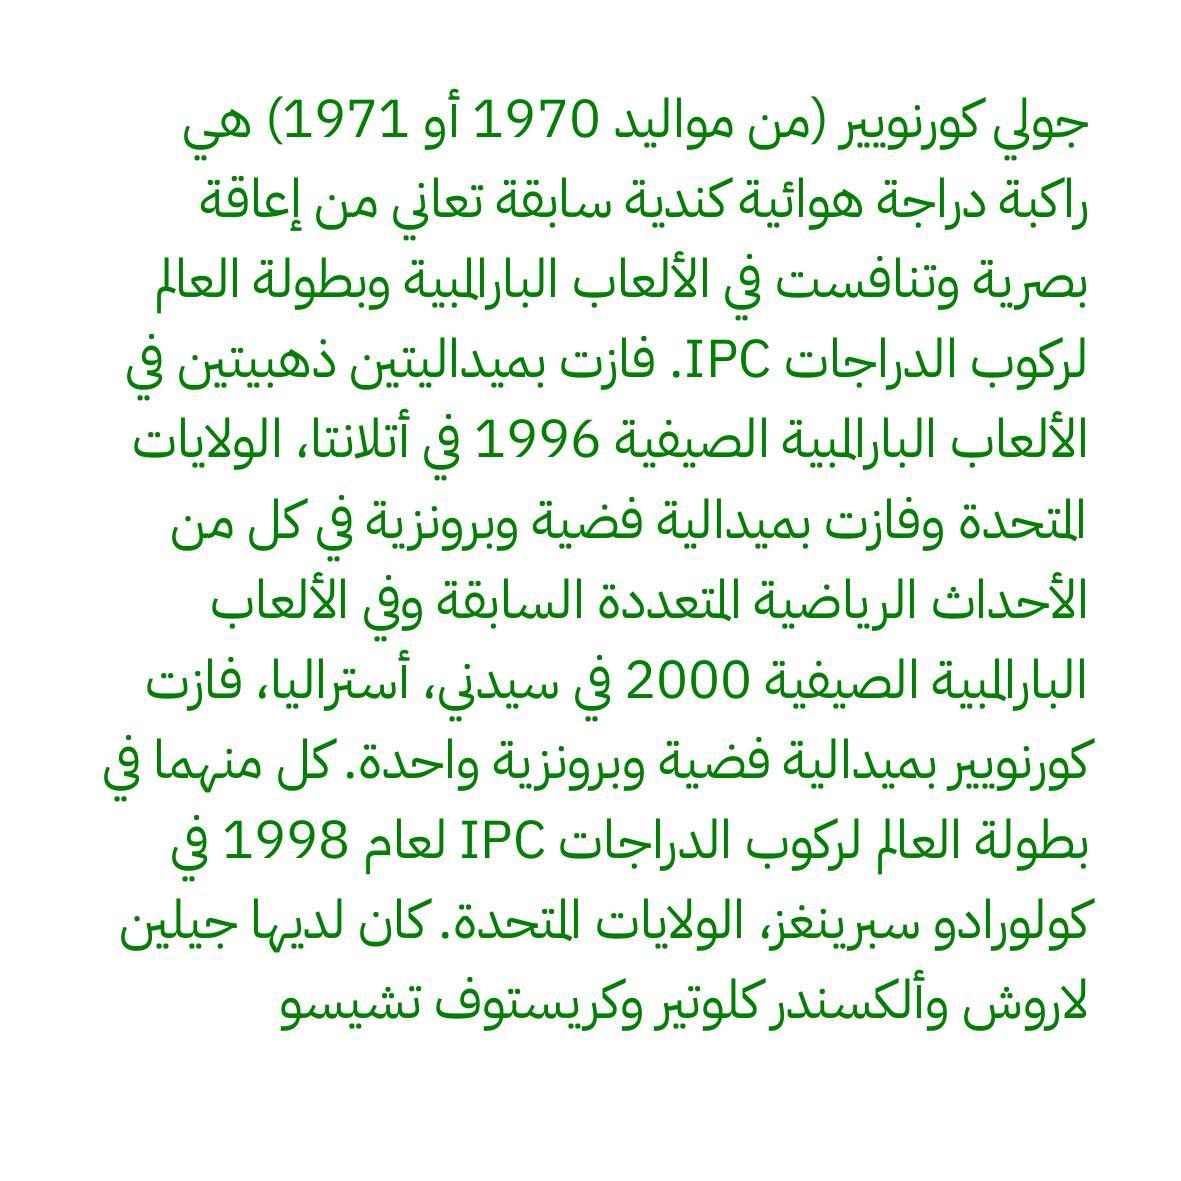 جولي كورنويير (من مواليد 1970 أو 1971) هي
راكبة دراجة هوائية كندية سابقة تعاني من إعاقة
بصرية وتنافست في الألعاب البارالمبية وبطولة العالم
لركوب الدراجات IPC. فازت بميداليتين ذهبيتين في
الألعاب البارالمبية الصيفية 1996 في أتلانتا، الولايات
المتحدة وفازت بميدالية فضية وبرونزية في كل من
الأحداث الرياضية المتعددة السابقة وفي الألعاب
البارالمبية الصيفية 2000 في سيدني، أستراليا، فازت
كورنويير بميدالية فضية وبرونزية واحدة. كل منهما في
بطولة العالم لركوب الدراجات IPC لعام 1998 في
كولورادو سبرينغز، الولايات المتحدة. كان لديها جيلين
لاروش وألكسندر كلوتير وكريستوف تشيسو